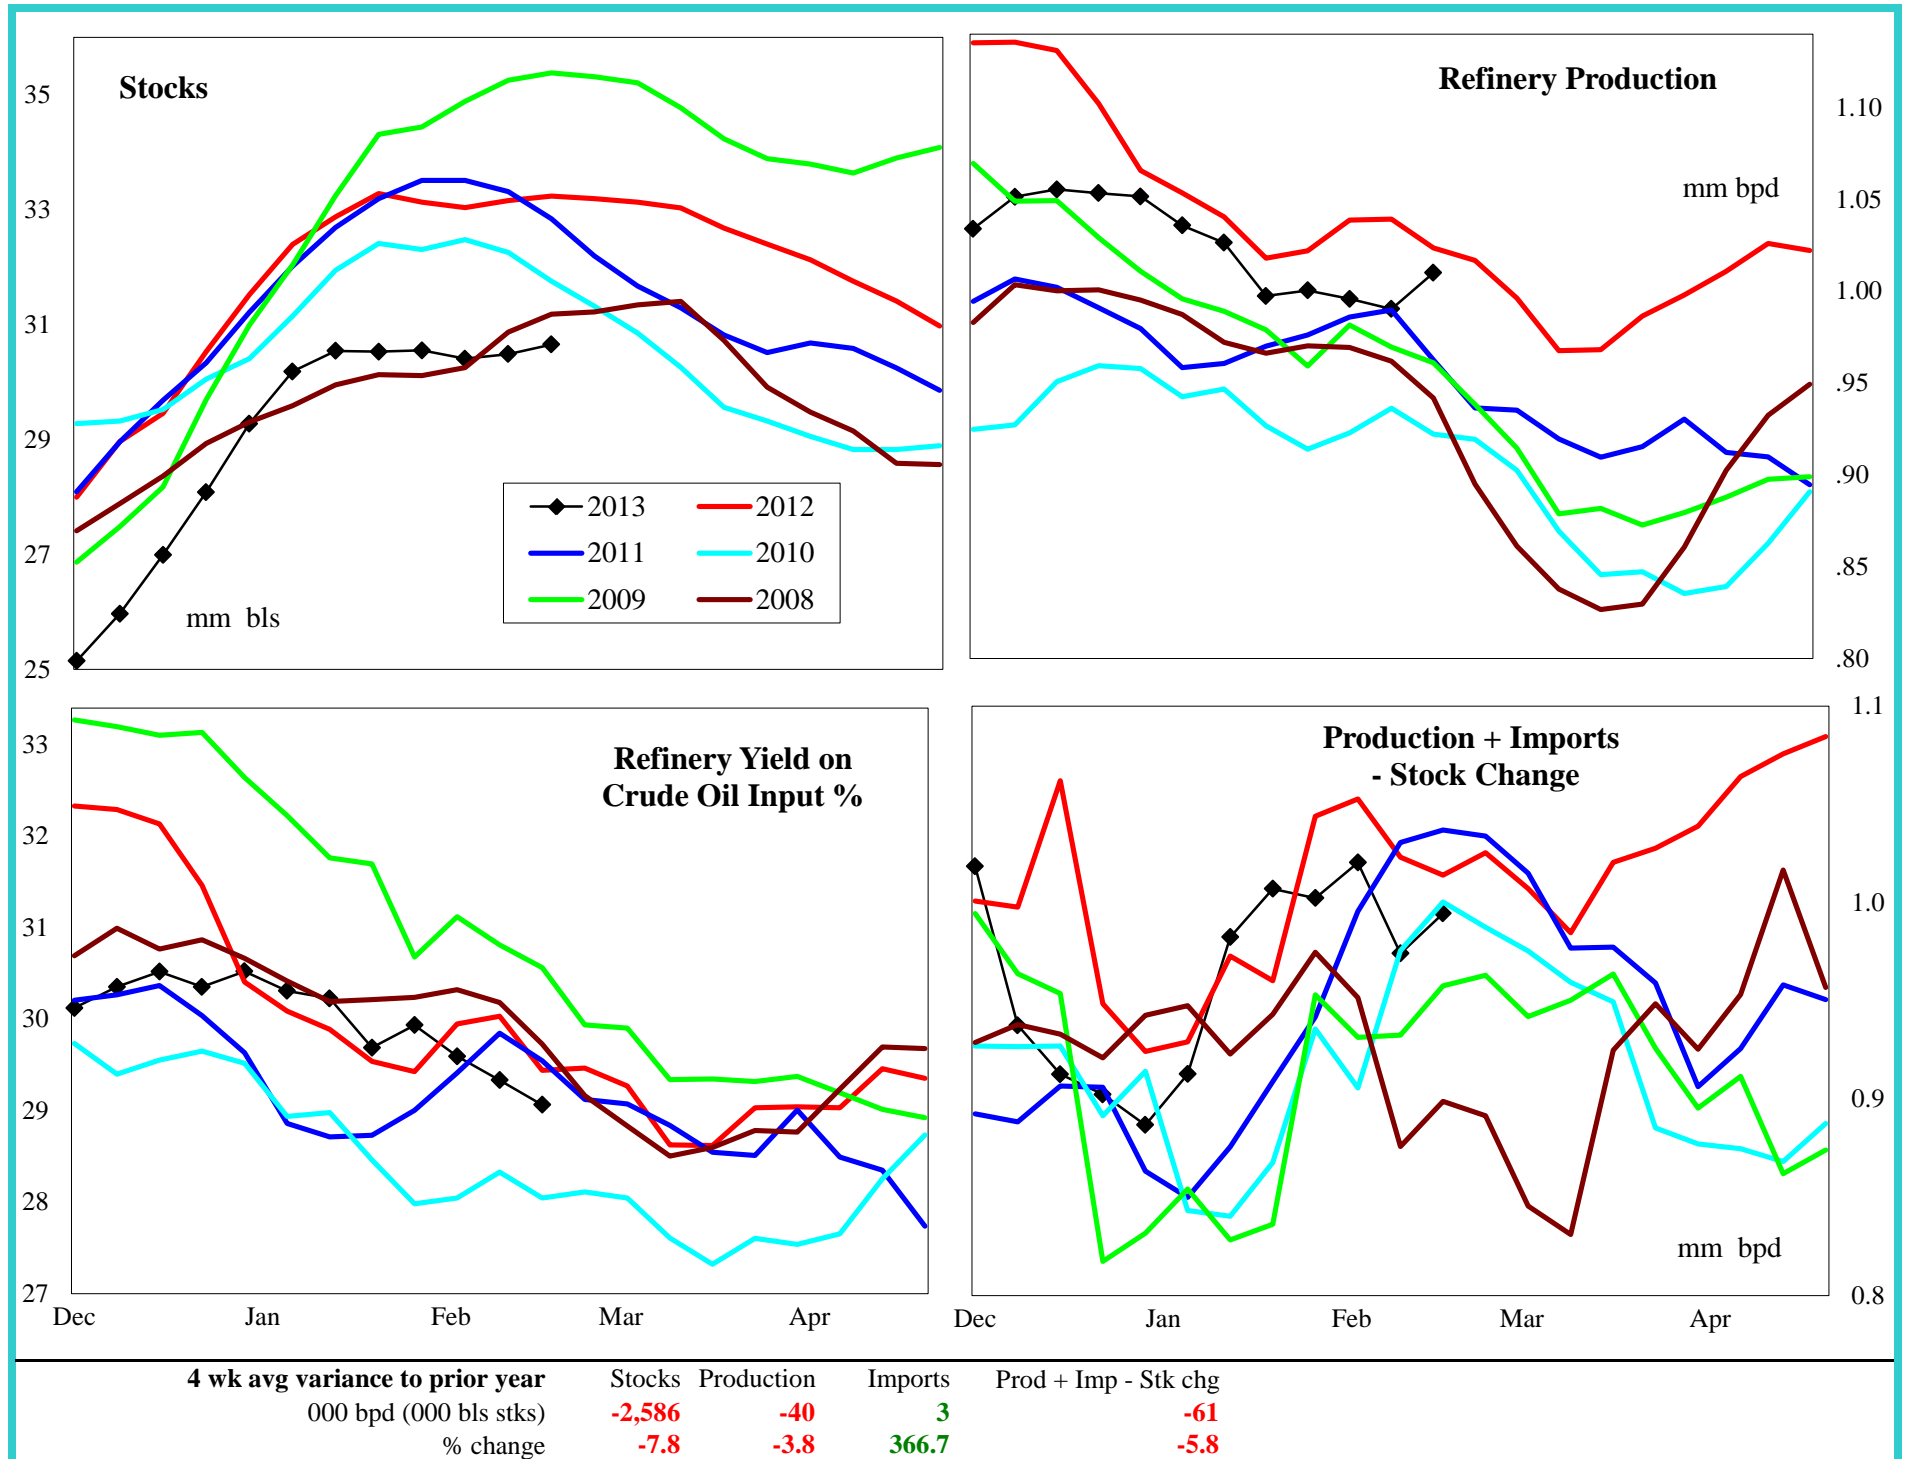 Stocks
35
33
31
29
27
25
mm bls
2013 2012
2011 2010
2009 2008
Refinery Production
mm bpd
1.10
1.05
1.00
.95
.90
.85
.80
Refinery Yield on
Crude Oil Input %
33
32
31
30
29
28
27
Dec Jan Feb Mar Apr
Production + Imports
- Stock Change
1.1
1.0
0.9
0.8
mm bpd
Dec Jan Feb Mar Apr
4 wk avg variance to prior year Stocks Production Imports Prod + Imp - Stk chg
000 bpd (000 bls stks) -2,586 -40 3 -61
% change -7.8 -3.8 366.7 -5.8